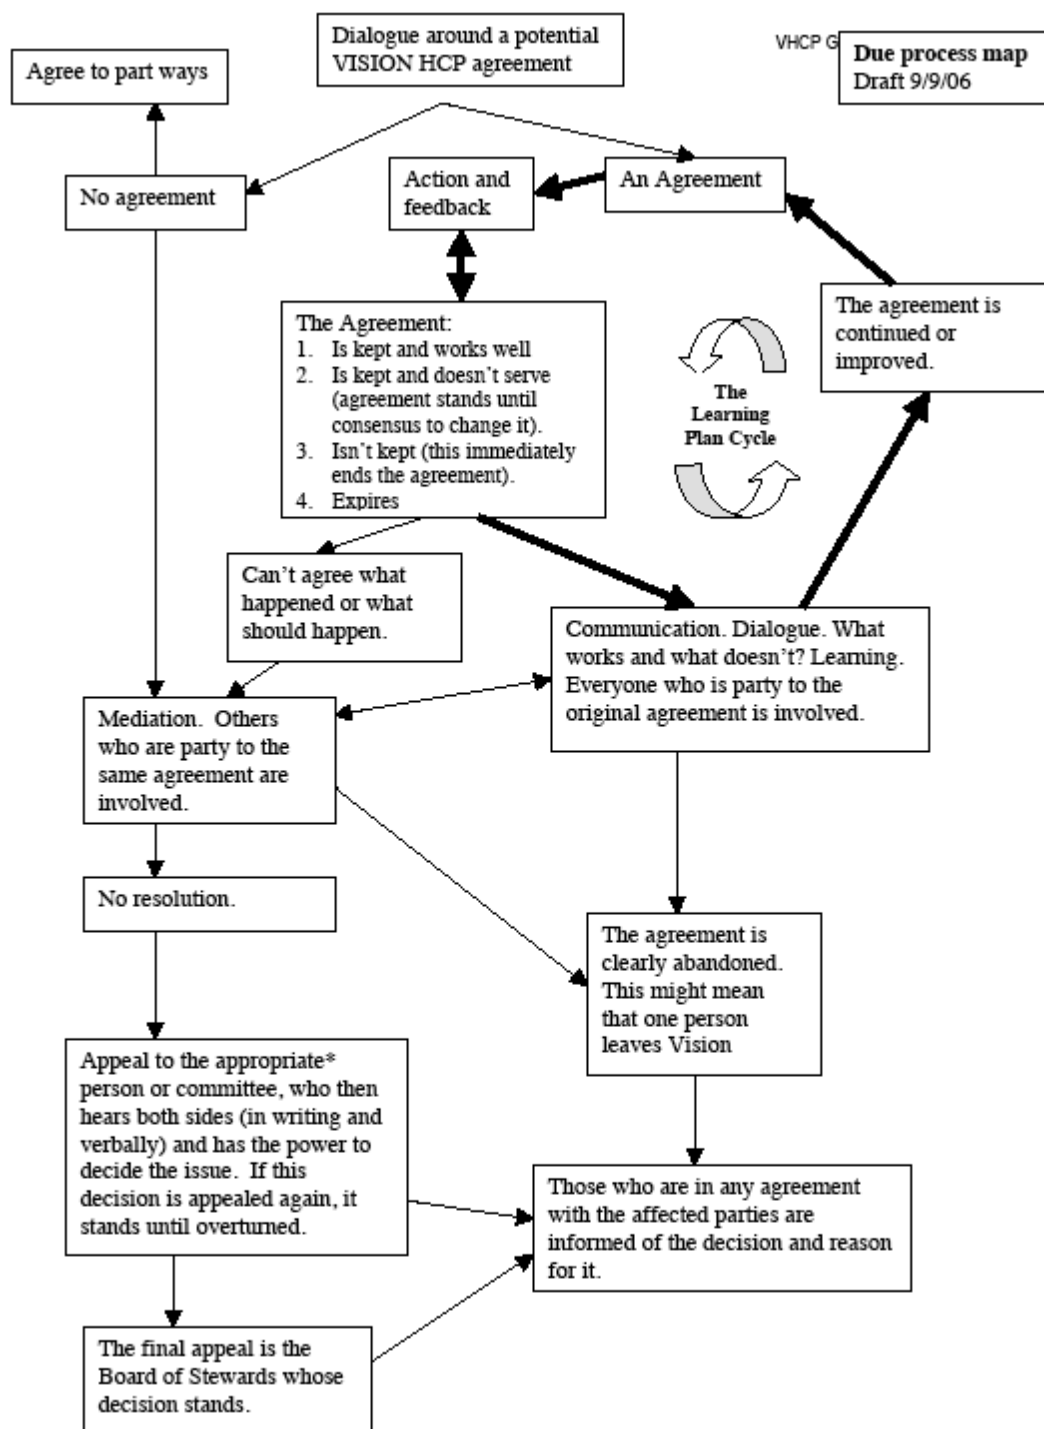 Dialogue around a potential
VISION HCP agreement
VHCP G
Due process map
Draft 9/9/06
Agree to part ways
No agreement
Action and
feedback
An Agreement
The agreement is
continued or
improved.
The Agreement:
1. Is kept and works well
2. Is kept and doesn't serve
(agreement stands until
consensus to change it).
3. Isn't kept (this immediately
ends the agreement).
4. Expires
The
Learning
Plan Cycle
Can't agree what
happened or what
should happen.
Communication. Dialogue. What
works and what doesn't? Learning.
Everyone who is party to the
original agreement is involved.
Mediation. Others
who are party to the
same agreement are
involved.
No resolution.
The agreement is
clearly abandoned.
This might mean
that one person
leaves Vision
Appeal to the appropriate*
person or committee, who then
hears both sides (in writing and
verbally) and has the power to
decide the issue. If this
decision is appealed again, it
stands until overturned.
Those who are in any agreement
with the affected parties are
informed of the decision and reason
for it.
The final appeal is the
Board of Stewards whose
decision stands.